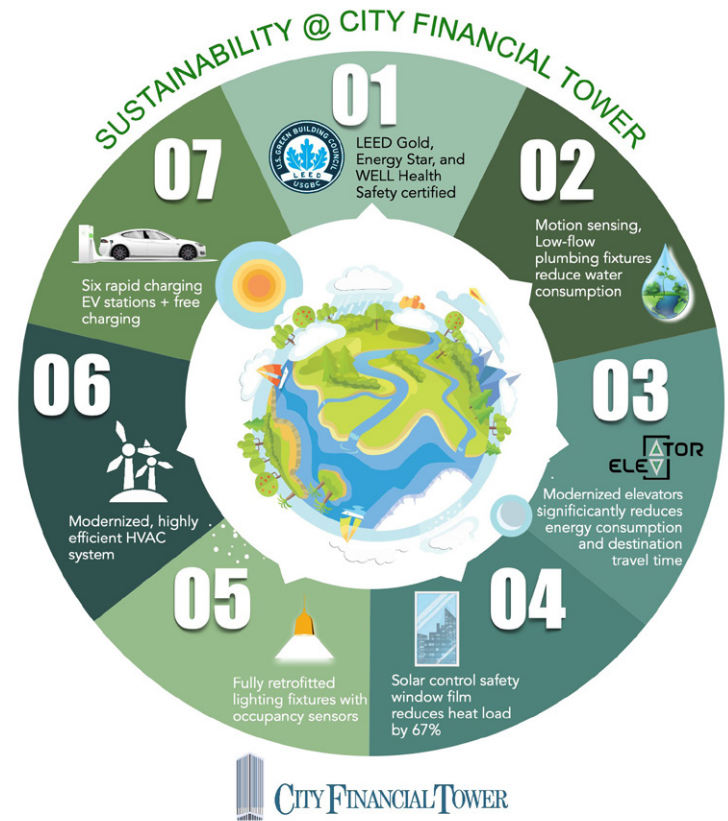 SUSTAINABILITY @ CITY FINANCIAL TOWER
01
U.S. GREEN BUILDING COUNCIL
LEED
USGBC
LEED Gold,
Energy Star, and
WELL Health
Safety certified
02
Motion sensing,
Low-flow
plumbing fixtures
reduce water
consumption
03
ELEVATOR
Modernized elevators
significicantly reduces
energy consumption
and destination
travel time
04
Solar control safety
window film
reduces heat load
by 67%
05
Fully retrofitted
lighting fixtures with
occupancy sensors
06
Modernized, highly
efficient HVAC
system
07
Six rapid charging
EV stations + free
charging
CITY FINANCIAL TOWER